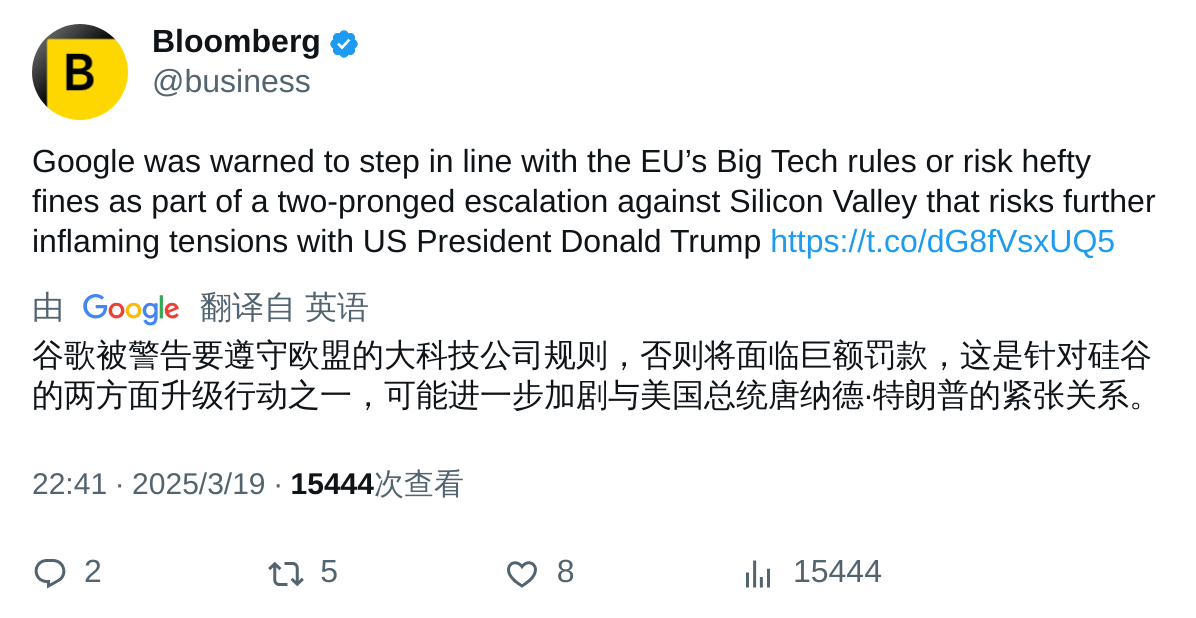 B
Bloomberg
@business
Google was warned to step in line with the EU’s Big Tech rules or risk hefty
fines as part of a two-pronged escalation against Silicon Valley that risks further
inflaming tensions with US President Donald Trump https://t.co/dG8fVsxUQ5
由 Google 翻译自 英语
谷歌被警告要遵守欧盟的大科技公司规则，否则将面临巨额罚款，这是针对硅谷
的两方面升级行动之一，可能进一步加剧与美国总统唐纳德·特朗普的紧张关系。
22:41 · 2025/3/19 · 15444次查看
2 5 8 15444